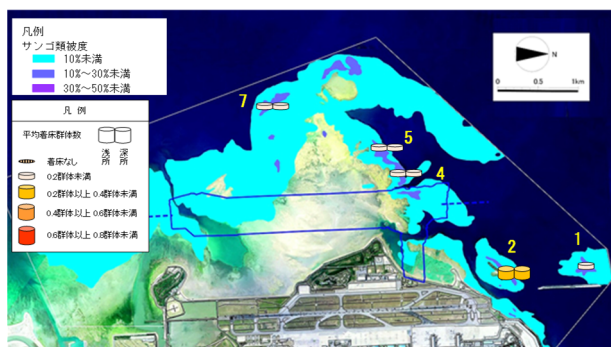 凡例
サンゴ類被度
10%未満
10%~30%未満
30%~50%未満
凡 例
平均着床群体数
浅所
深所
着床なし
0.2群体未満
0.2群体以上 0.4群体未満
0.4群体以上 0.6群体未満
0.6群体以上 0.8群体未満
N
0
0.5
1km
7
5
4
2
1